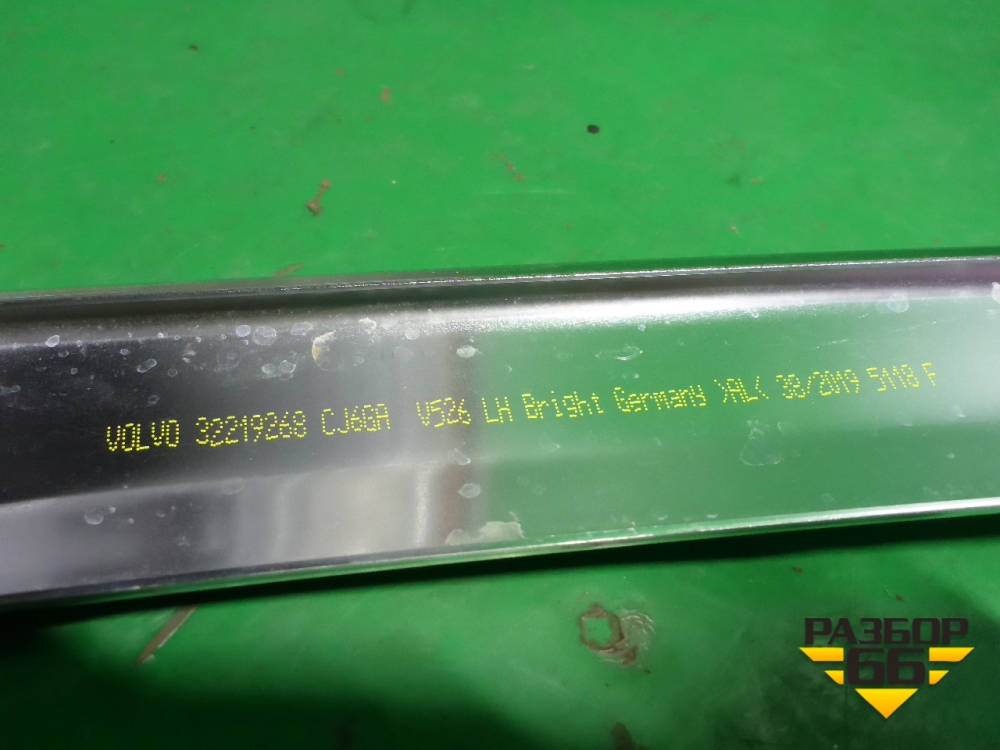 VOLVO 32219268 CJ6GA V526 LH Bright Germany >AL< 38/2019 5118 F
РАЗБОР
66